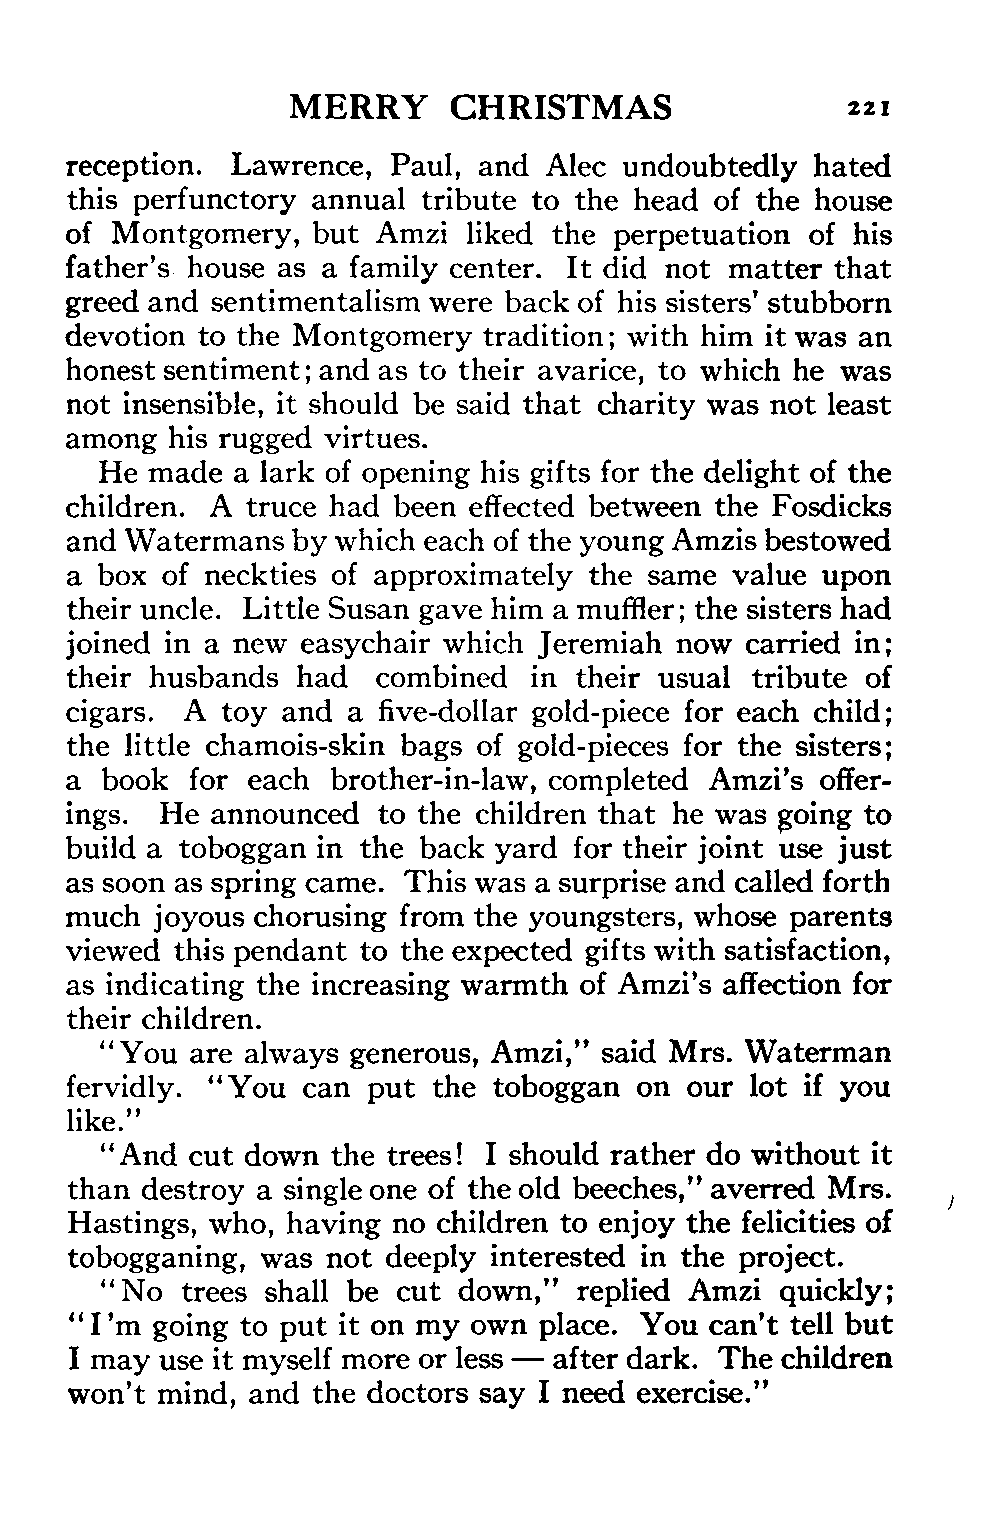 MERRY CHRISTMAS 221
reception. Lawrence, Paul, and Alec undoubtedly hated
this perfunctory annual tribute to the head of the house
of Montgomery, but Amzi liked the perpetuation of his
father's house as a family center. It did not matter that
greed and sentimentalism were back of his sisters' stubborn
devotion to the Montgomery tradition; with him it was an
honest sentiment; and as to their avarice, to which he was
not insensible, it should be said that charity was not least
among his rugged virtues.
He made a lark of opening his gifts for the delight of the
children. A truce had been effected between the Fosdicks
and Watermans by which each of the young Amzis bestowed
a box of neckties of approximately the same value upon
their uncle. Little Susan gave him a muffler; the sisters had
joined in a new easychair which Jeremiah now carried in;
their husbands had combined in their usual tribute of
cigars. A toy and a five-dollar gold-piece for each child;
the little chamois-skin bags of gold-pieces for the sisters;
a book for each brother-in-law, completed Amzi's offer-
ings. He announced to the children that he was going to
build a toboggan in the back yard for their joint use just
as soon as spring came. This was a surprise and called forth
much joyous chorusing from the youngsters, whose parents
viewed this pendant to the expected gifts with satisfaction,
as indicating the increasing warmth of Amzi's affection for
their children.
"You are always generous, Amzi," said Mrs. Waterman
fervidly. "You can put the toboggan on our lot if you
like."
"And cut down the trees! I should rather do without it
than destroy a single one of the old beeches," averred Mrs.
Hastings, who, having no children to enjoy the felicities of
tobogganing, was not deeply interested in the project.
"No trees shall be cut down," replied Amzi quickly;
"I'm going to put it on my own place. You can't tell but
I may use it myself more or less — after dark. The children
won't mind, and the doctors say I need exercise."